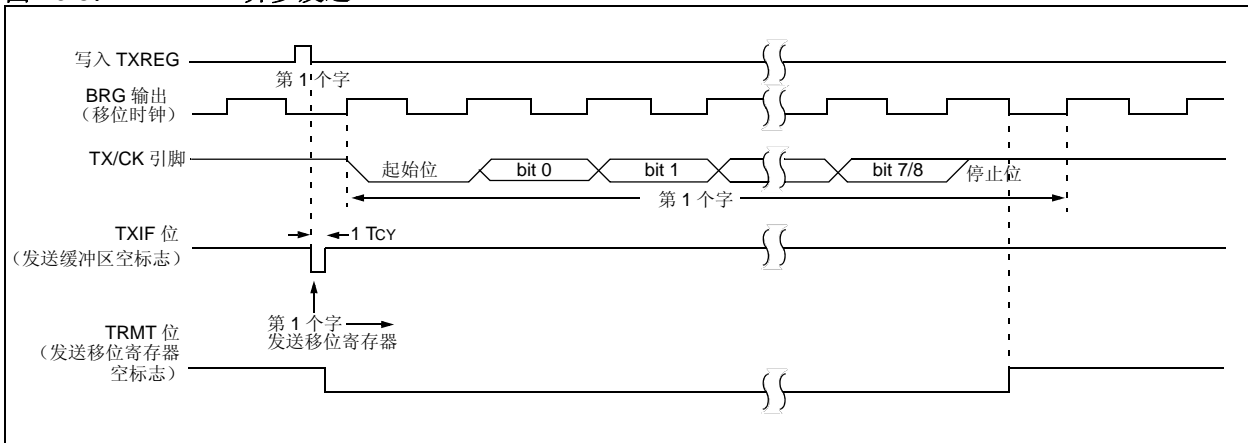 写入 TXREG
第 1 个字
BRG 输出
（移位时钟）
TX/CK 引脚
起始位
bit 0
bit 1
bit 7/8
停止位
第 1 个字
TXIF 位
（发送缓冲区空标志）
1 TCY
第 1 个字
发送移位寄存器
TRMT 位
（发送移位寄存器
空标志）